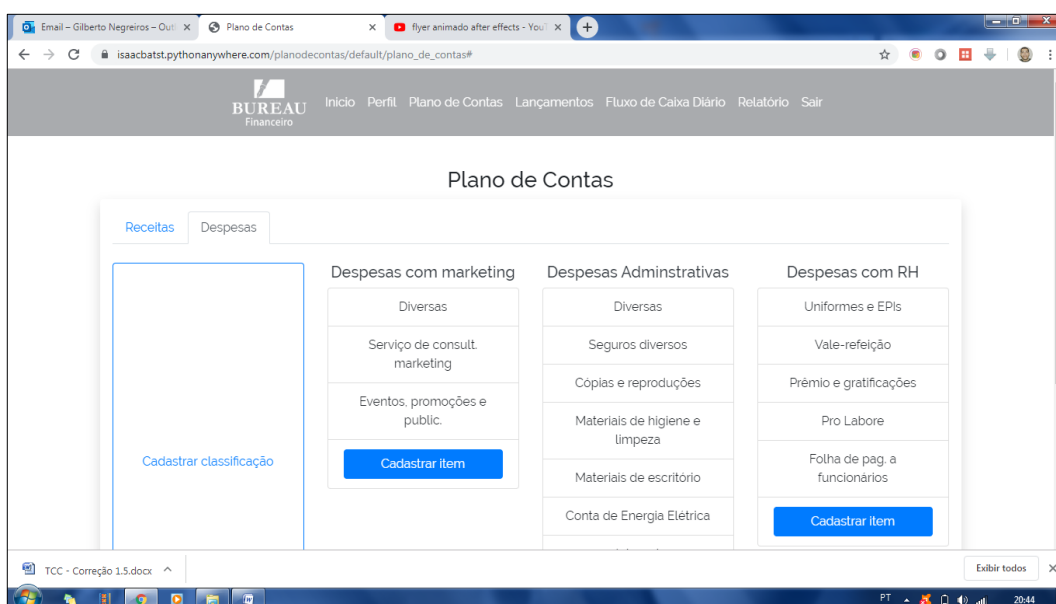 Email – Gilberto Negreiros – Out
Plano de Contas
flyer animado after effects - You
isaacbatst.pythonanywhere.com/planodecontas/default/plano_de_contas#
BUREAU
Financeiro
Inicio Perfil Plano de Contas Lançamentos Fluxo de Caixa Diário Relatório Sair
Plano de Contas
Receitas Despesas
Cadastrar classificação
Despesas com marketing
Diversas
Serviço de consult.
marketing
Eventos, promoções e
public.
Cadastrar item
Despesas Adminstrativas
Diversas
Seguros diversos
Cópias e reproduções
Materiais de higiene e
limpeza
Materiais de escritório
Conta de Energia Elétrica
Despesas com RH
Uniformes e EPIs
Vale-refeição
Prêmio e gratificações
Pro Labore
Folha de pag. a
funcionários
Cadastrar item
TCC - Correção 1.5.docx
Exibir todos
PT
20:44